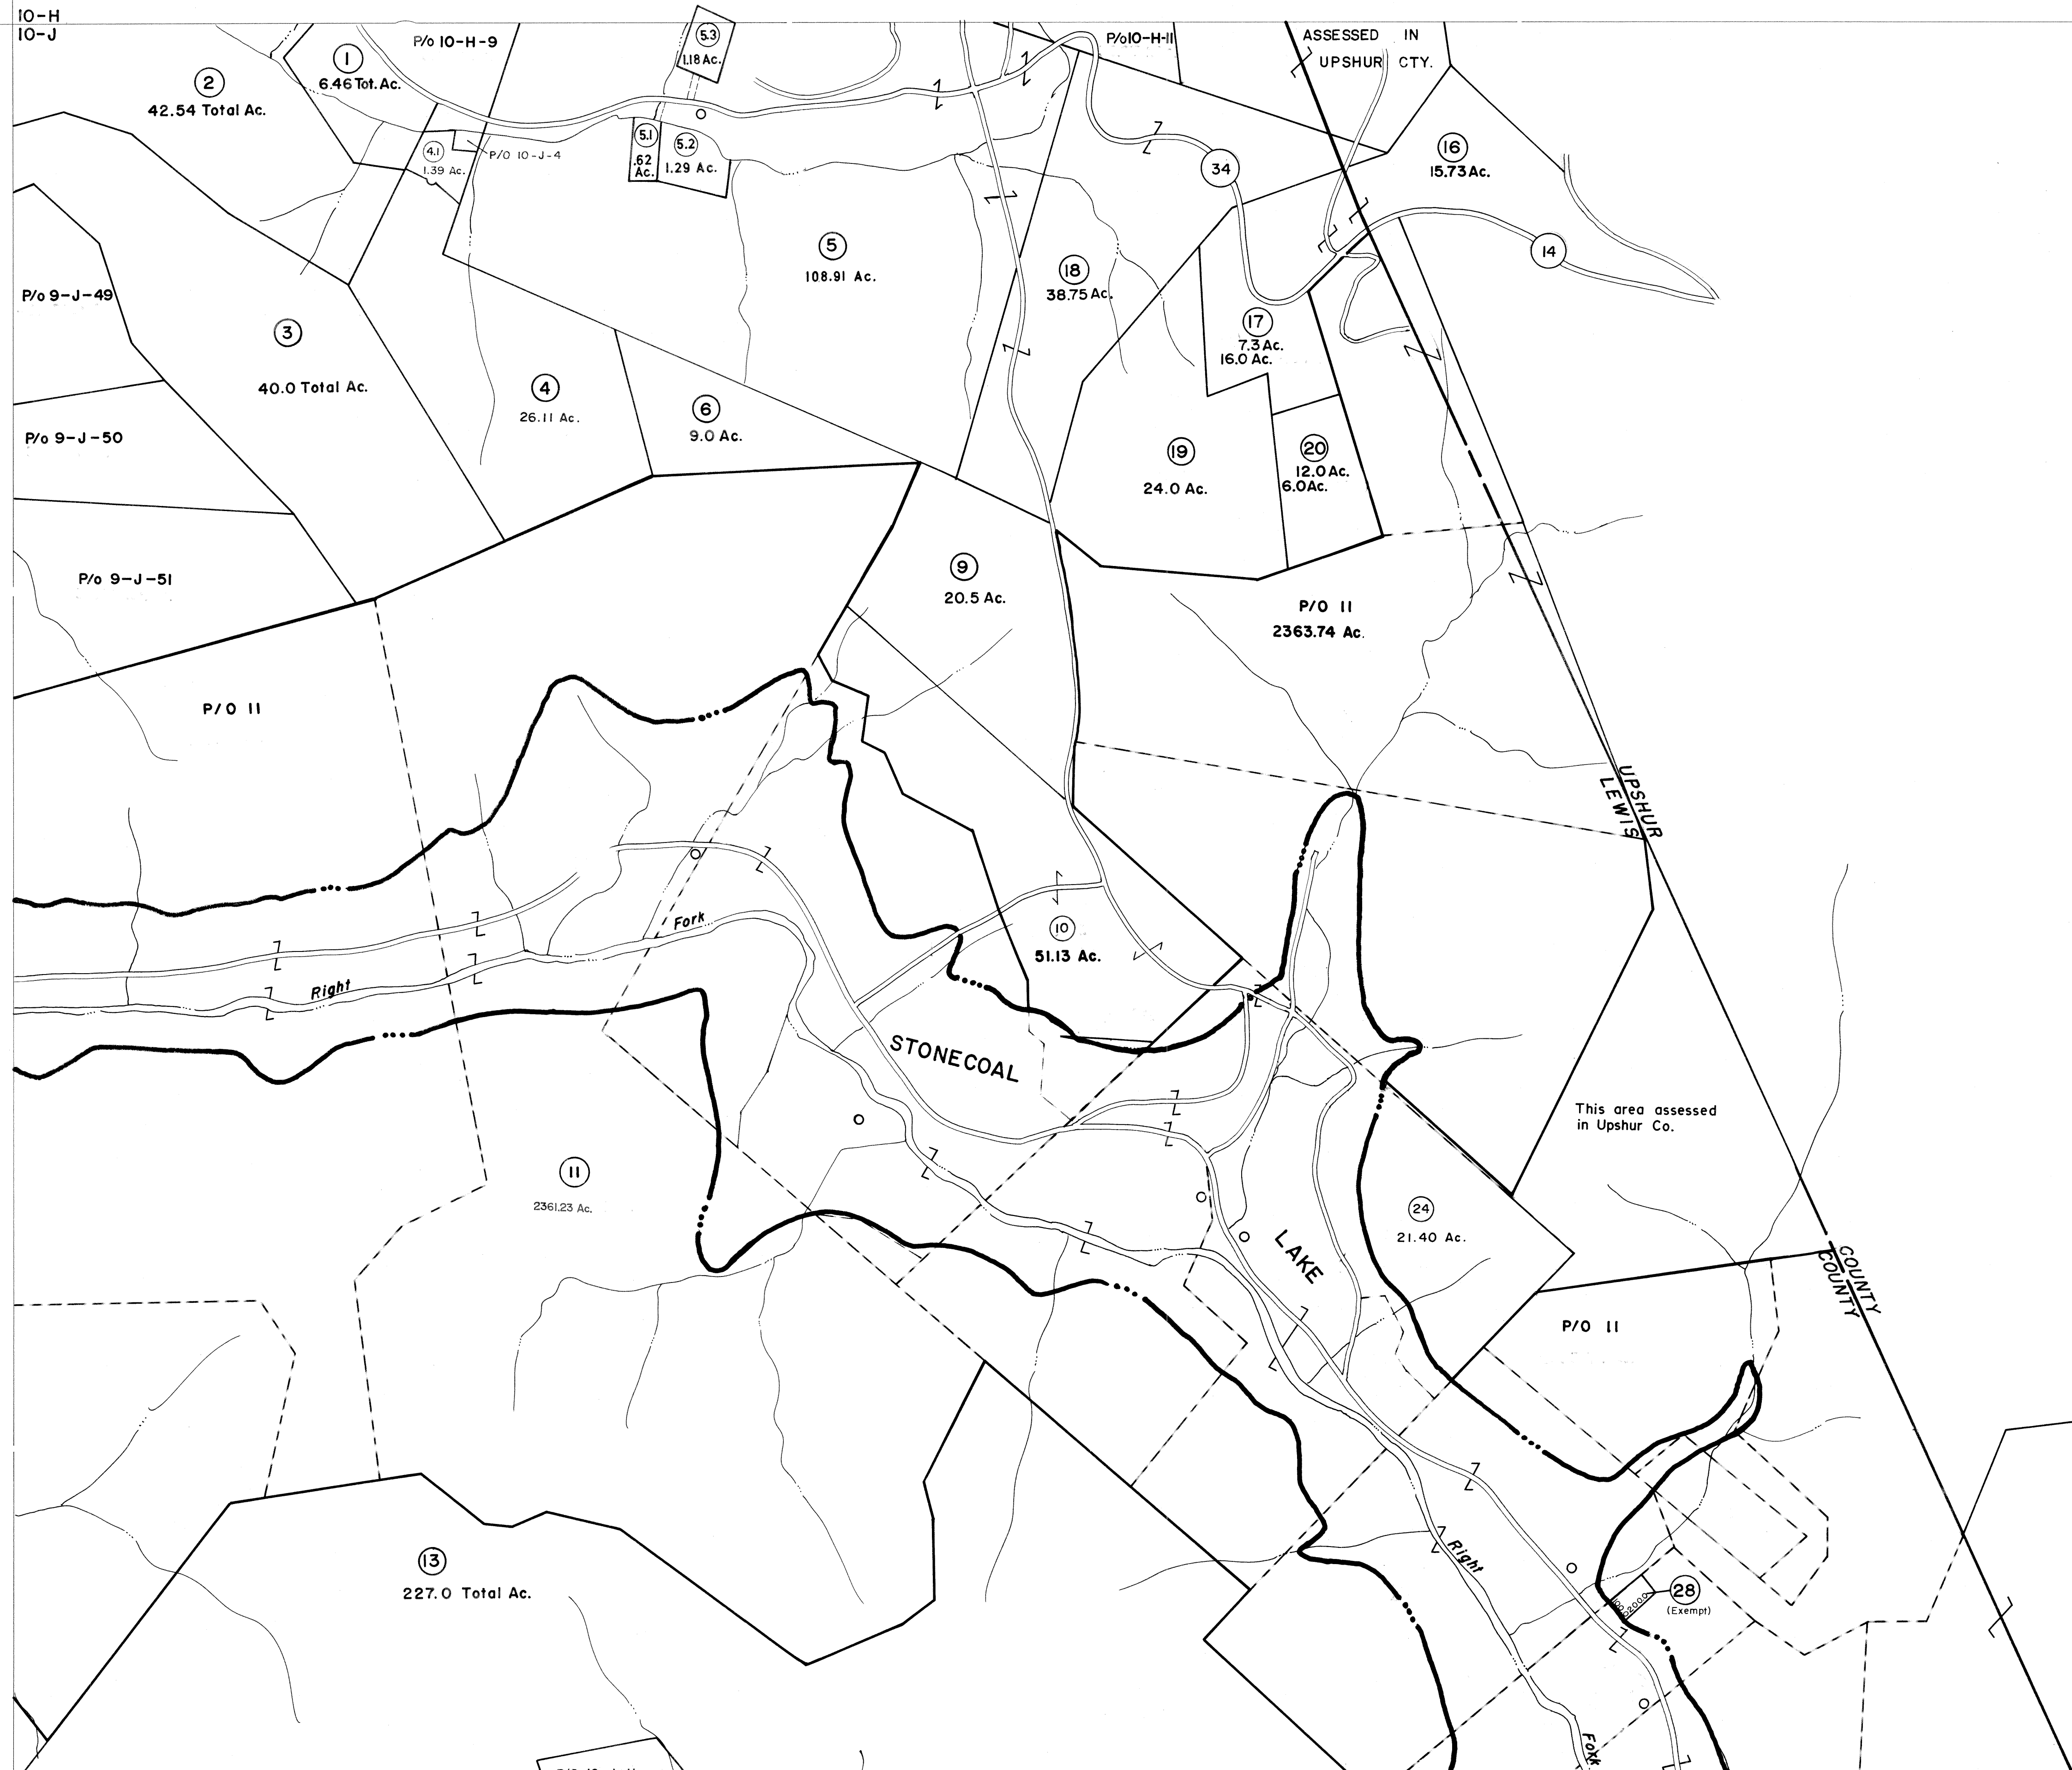 10-H
10-J
P/o 10-H-9
5.3
1.18 Ac.
P/o 10-H-11
ASSESSED IN
UPSHUR CTY.
1
6.46 Tot. Ac.
2
42.54 Total Ac.
4.1
1.39 Ac.
P/O 10-J-4
5.1
.62
Ac.
5.2
1.29 Ac.
34
16
15.73 Ac.
14
5
108.91 Ac.
18
38.75 Ac.
P/o 9-J-49
3
40.0 Total Ac.
17
7.3 Ac.
16.0 Ac.
4
26.11 Ac.
6
9.0 Ac.
P/o 9-J-50
19
24.0 Ac.
20
12.0 Ac.
6.0 Ac.
P/o 9-J-51
9
20.5 Ac.
P/O 11
2363.74 Ac.
P/O 11
UPSHUR
LEWIS
Fork
10
51.13 Ac.
Right
STONECOAL
This area assessed
in Upshur Co.
11
2361.23 Ac.
24
21.40 Ac.
LAKE
COUNTY
COUNTY
P/O 11
13
227.0 Total Ac.
Right
28
(Exempt)
Fork